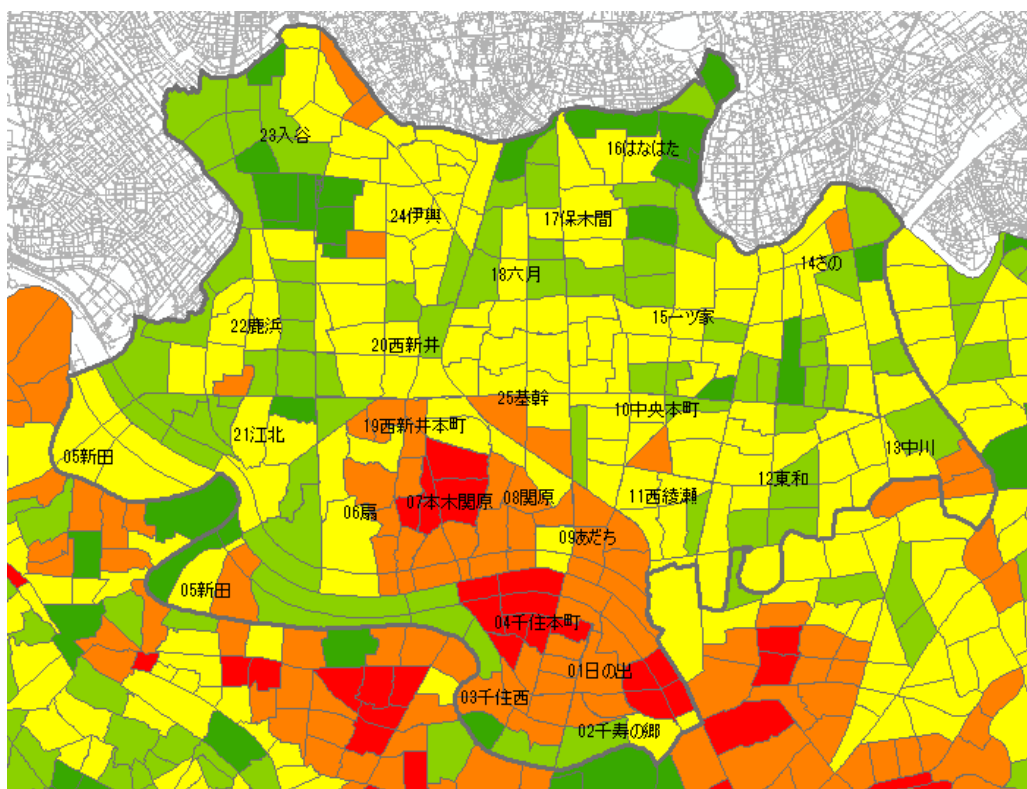 23入谷
16はなはた
24伊興
17保木間
14さの
18六月
15一ツ家
22鹿浜
20西新井
25基幹
10中央本町
19西新井本町
21江北
13中川
05新田
12東和
07本木関原
08関原
11西綾瀬
06扇
09あだち
05新田
04千住本町
01日の出
03千住西
02千寿の郷